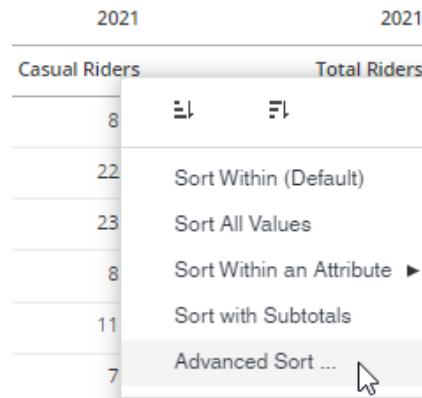 2021 2021
Casual Riders Total Riders
8
22 Sort Within (Default)
23 Sort All Values
8 Sort Within an Attribute ▶
11 Sort with Subtotals
7 Advanced Sort ...